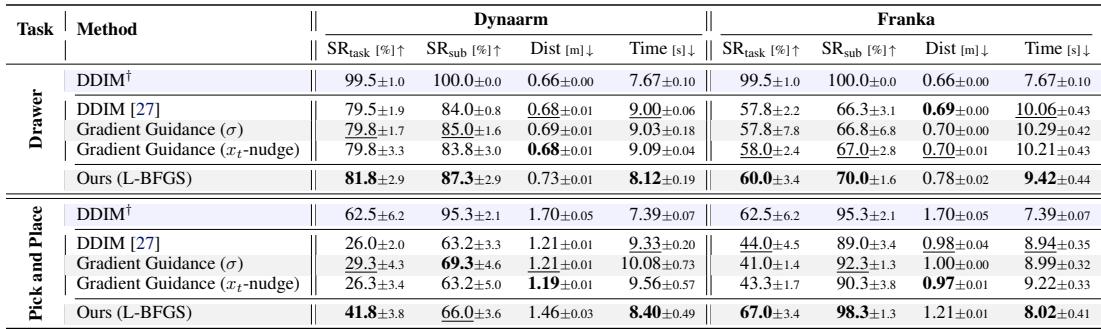 Task Method Dynaarm Franka
SRtask [%]↑ SRsub [%]↑ Dist [m]↓ Time [s]↓ SRtask [%]↑ SRsub [%]↑ Dist [m]↓ Time [s]↓
Drawer
DDIM† 99.5±1.0 100.0±0.0 0.66±0.00 7.67±0.10 99.5±1.0 100.0±0.0 0.66±0.00 7.67±0.10
DDIM [27] 79.5±1.9 84.0±0.8 0.68±0.01 9.00±0.06 57.8±2.2 66.3±3.1 0.69±0.00 10.06±0.43
Gradient Guidance (σ) 79.8±1.7 85.0±1.6 0.69±0.01 9.03±0.18 57.8±7.8 66.8±6.8 0.70±0.00 10.29±0.42
Gradient Guidance (xt-nudge) 79.8±3.3 83.8±3.0 0.68±0.01 9.09±0.04 58.0±2.4 67.0±2.8 0.70±0.01 10.21±0.43
Ours (L-BFGS) 81.8±2.9 87.3±2.9 0.73±0.01 8.12±0.19 60.0±3.4 70.0±1.6 0.78±0.02 9.42±0.44
Pick and Place
DDIM† 62.5±6.2 95.3±2.1 1.70±0.05 7.39±0.07 62.5±6.2 95.3±2.1 1.70±0.05 7.39±0.07
DDIM [27] 26.0±2.0 63.2±3.3 1.21±0.01 9.33±0.20 44.0±4.5 89.0±3.4 0.98±0.04 8.94±0.35
Gradient Guidance (σ) 29.3±4.3 69.3±4.6 1.21±0.01 10.08±0.73 41.0±1.4 92.3±1.3 1.00±0.00 8.99±0.32
Gradient Guidance (xt-nudge) 26.3±3.4 63.2±5.0 1.19±0.01 9.56±0.57 43.3±1.7 90.3±3.8 0.97±0.01 9.22±0.33
Ours (L-BFGS) 41.8±3.8 66.0±3.6 1.46±0.03 8.40±0.49 67.0±3.4 98.3±1.3 1.21±0.01 8.02±0.41